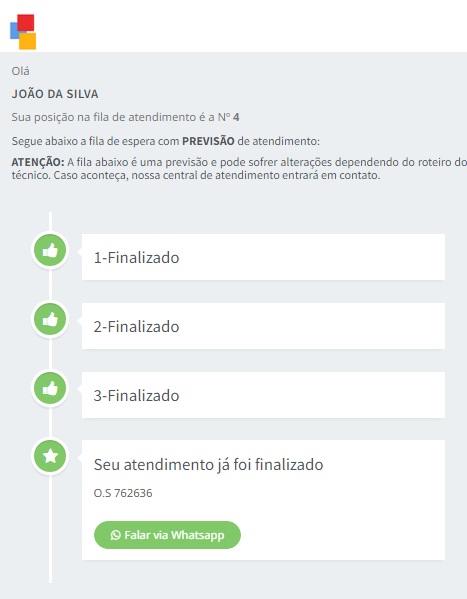 Olá
JOÃO DA SILVA
Sua posição na fila de atendimento é a Nº 4
Segue abaixo a fila de espera com PREVISÃO de atendimento:
ATENÇÃO: A fila abaixo é uma previsão e pode sofrer alterações dependendo do roteiro do
técnico. Caso aconteça, nossa central de atendimento entrará em contato.
1-Finalizado
2-Finalizado
3-Finalizado
Seu atendimento já foi finalizado
O.S 762636
Falar via Whatsapp